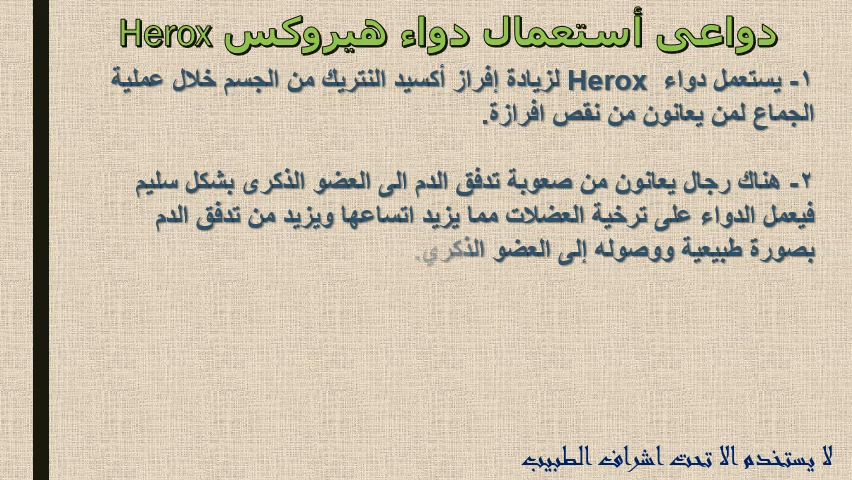 دواعى أستعمال دواء هيروكس Herox
١- يستعمل دواء Herox لزيادة إفراز أكسيد النتريك من الجسم خلال عملية
الجماع لمن يعانون من نقص افرازة.
٢- هناك رجال يعانون من صعوبة تدفق الدم الى العضو الذكرى بشكل سليم
فيعمل الدواء على ترخية العضلات مما يزيد اتساعها ويزيد من تدفق الدم
بصورة طبيعية ووصوله إلى العضو الذكري.
لا يستخدم الا تحت اشراف الطبيب